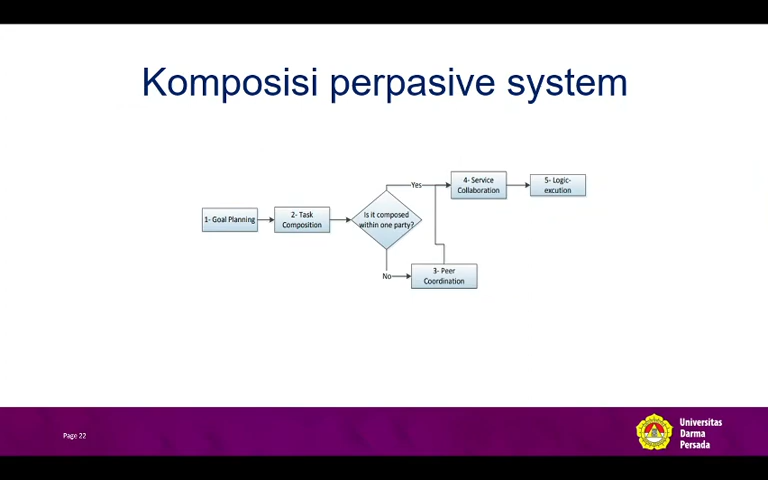 Komposisi perpasive system
1- Goal Planning
2- Task
Composition
Is it composed
within one party?
Yes
No
3- Peer
Coordination
4- Service
Collaboration
5- Logic-
excution
Page 22
Universitas
Darma
Persada